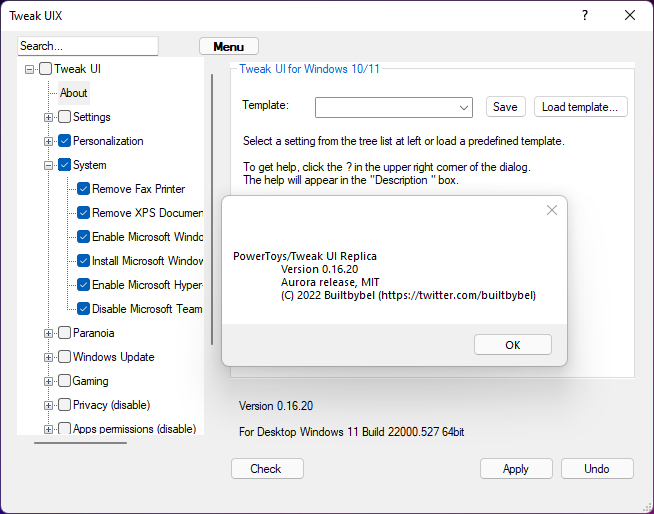 Tweak UIX
?
Search...
Menu
Tweak UI
About
Settings
Personalization
System
Remove Fax Printer
Remove XPS Documen
Enable Microsoft Windo
Install Microsoft Window
Enable Microsoft Hyper-
Disable Microsoft Team
Paranoia
Windows Update
Gaming
Privacy (disable)
Apps permissions (disable)
Tweak UI for Windows 10/11
Template:
Save
Load template...
Select a setting from the tree list at left or load a predefined template.
To get help, click the ? in the upper right corner of the dialog.
The help will appear in the "Description " box.
PowerToys/Tweak UI Replica
Version 0.16.20
Aurora release, MIT
(C) 2022 Builtbybel (https://twitter.com/builtbybel)
OK
Version 0.16.20
For Desktop Windows 11 Build 22000.527 64bit
Check
Apply
Undo